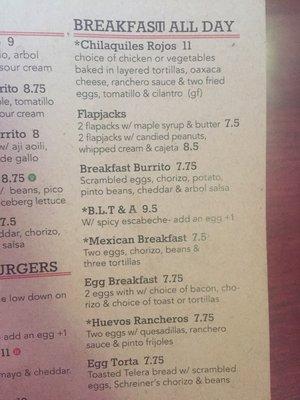 BREAKFAST ALL DAY
*Chilaquiles Rojos 11
choice of chicken or vegetables
baked in layered tortillas, oaxaca
cheese, ranchero sauce & two fried
eggs, tomatillo & cilantro (gf)
Flapjacks
2 flapjacks w/ maple syrup & butter 7.5
2 flapjacks w/ candied peanuts,
whipped cream & cajeta 8.5
Breakfast Burrito 7.75
Scrambled eggs, chorizo, potato,
pinto beans, cheddar & arbol salsa
*B.L.T & A 9.5
W/ spicy escabeche- add an egg +1
*Mexican Breakfast 7.5
Two eggs, chorizo, beans &
three tortillas
Egg Breakfast 7.75
2 eggs with w/ choice of bacon, cho-
rizo & choice of toast or tortillas
*Huevos Rancheros 7.75
Two eggs w/ quesadillas, ranchero
sauce & pinto frijoles
Egg Torta 7.75
Toasted Telera bread w/ scrambled
eggs, Schreiner's chorizo & beans
9
arbol
sour cream
8.75
tomatillo
sour cream
8
w/ aji aoili,
de gallo
8.75
w/ beans, pico
iceberg lettuce
7.5
chorizo,
salsa
BURGERS
low down on
add an egg +1
11
mayo & cheddar.